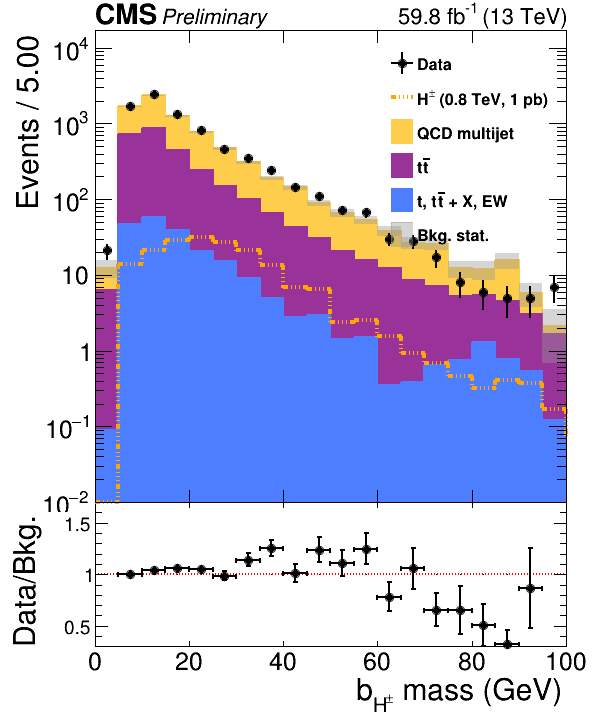 CMS Preliminary 59.8 fb⁻¹ (13 TeV)
Events / 5.00
10⁴
10³
10²
10
1
10⁻¹
10⁻²
Data
H± (0.8 TeV, 1 pb)
QCD multijet
tt̄
t, tt̄ + X, EW
Bkg. stat.
Data/Bkg.
1.5
1
0.5
0 20 40 60 80 100
b_H± mass (GeV)